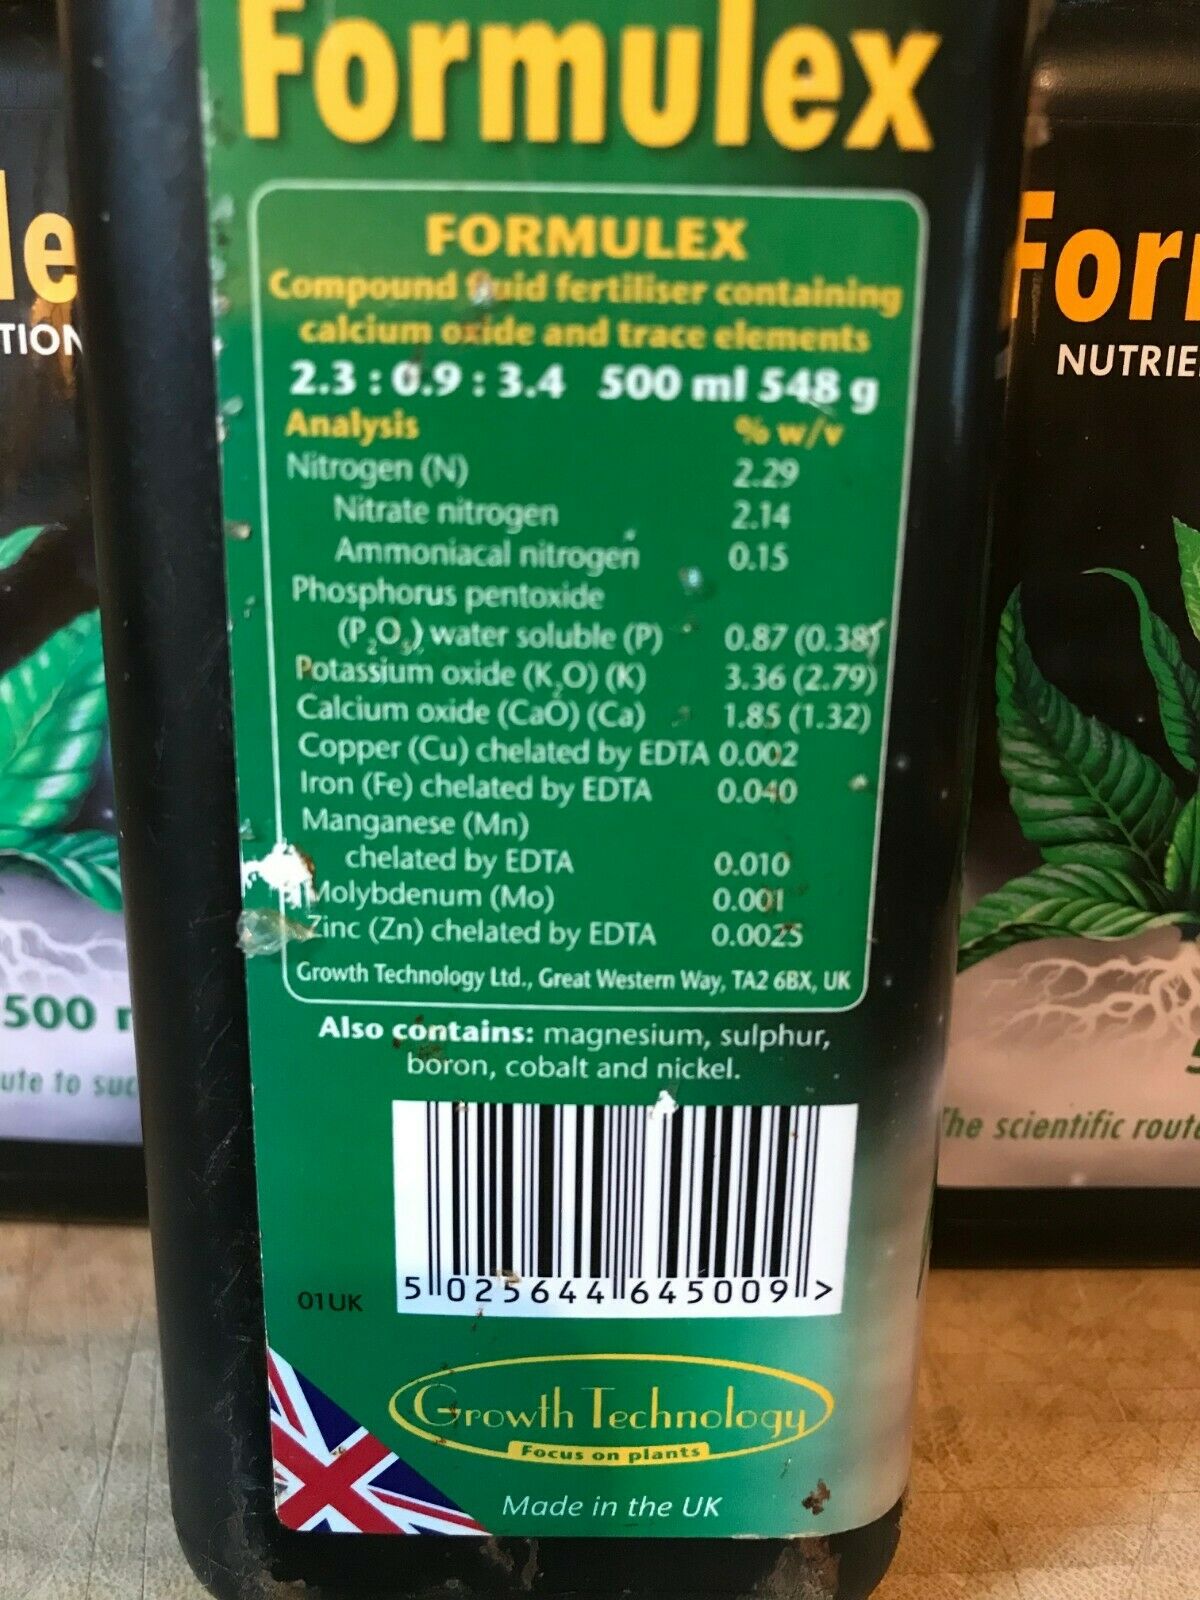 Formulex
FORMULEX
Compound fluid fertiliser containing
calcium oxide and trace elements
2.3 : 0.9 : 3.4 500 ml 548 g
Analysis % w/v
Nitrogen (N) 2.29
Nitrate nitrogen 2.14
Ammoniacal nitrogen 0.15
Phosphorus pentoxide
(P₂O₅) water soluble (P) 0.87 (0.38)
Potassium oxide (K₂O) (K) 3.36 (2.79)
Calcium oxide (CaO) (Ca) 1.85 (1.32)
Copper (Cu) chelated by EDTA 0.002
Iron (Fe) chelated by EDTA 0.040
Manganese (Mn)
chelated by EDTA 0.010
Molybdenum (Mo) 0.001
Zinc (Zn) chelated by EDTA 0.0025
Growth Technology Ltd., Great Western Way, TA2 6BX, UK
Also contains: magnesium, sulphur,
boron, cobalt and nickel.
5 025644 645009 >
01UK
Growth Technology
Focus on plants
Made in the UK
le
TION
500 m
ute to suc
For
NUTRIE
5
The scientific route